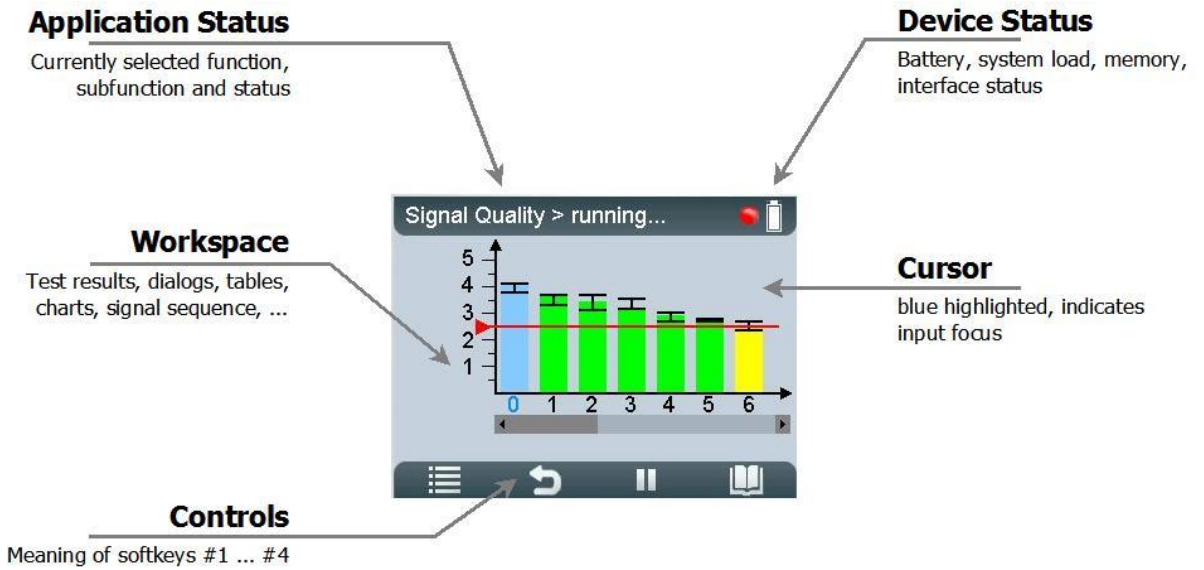 Application Status
Currently selected function,
subfunction and status
Device Status
Battery, system load, memory,
interface status
Signal Quality > running...
Workspace
Test results, dialogs, tables,
charts, signal sequence, ...
5
4
3
2
1
0 1 2 3 4 5 6
Cursor
blue highlighted, indicates
input focus
Controls
Meaning of softkeys #1 ... #4